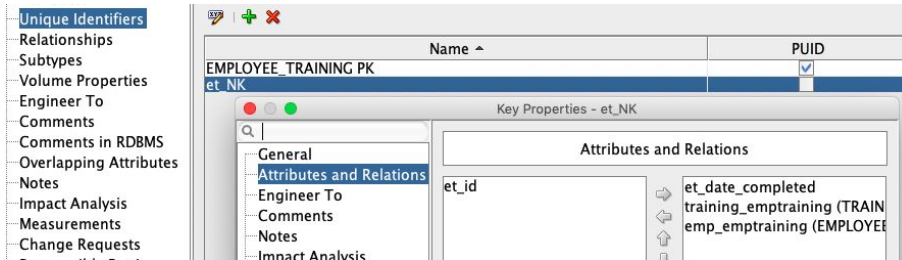 Unique Identifiers
Relationships
Subtypes
Volume Properties
Engineer To
Comments
Comments in RDBMS
Overlapping Attributes
Notes
Impact Analysis
Measurements
Change Requests
Name PUID
EMPLOYEE_TRAINING PK
et_NK
Key Properties - et_NK
General
Attributes and Relations
Engineer To
Comments
Notes
Impact Analysis
Attributes and Relations
et_id
et_date_completed
training_emptraining (TRAIN
emp_emptraining (EMPLOYEE